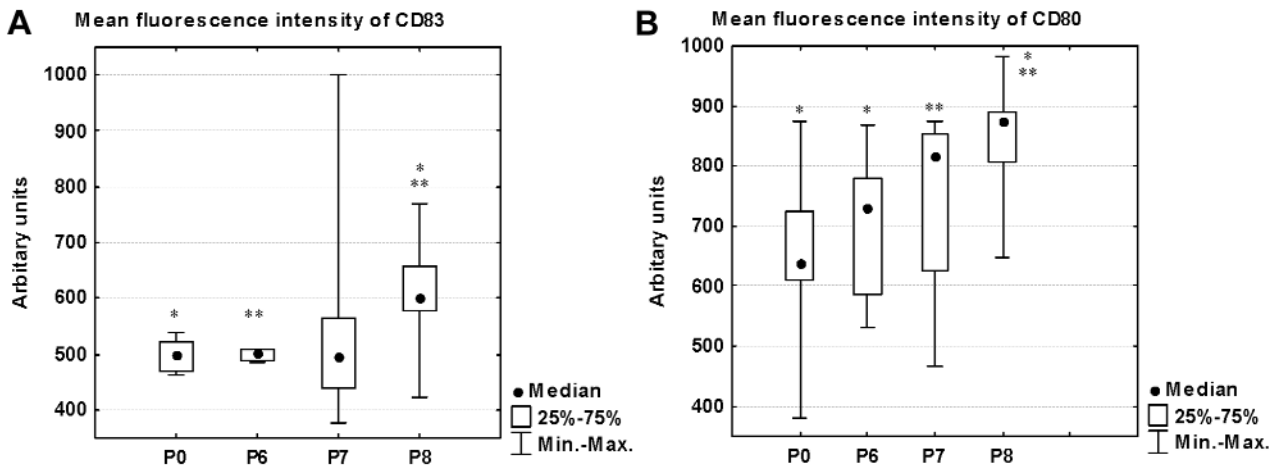 A
Mean fluorescence intensity of CD83
Arbitary units
1000
900
800
700
600
500
400
*
**
*
**
P0 P6 P7 P8
Median
25%-75%
Min.-Max.
B
Mean fluorescence intensity of CD80
Arbitary units
1000
900
800
700
600
500
400
*
*
**
*
**
P0 P6 P7 P8
Median
25%-75%
Min.-Max.